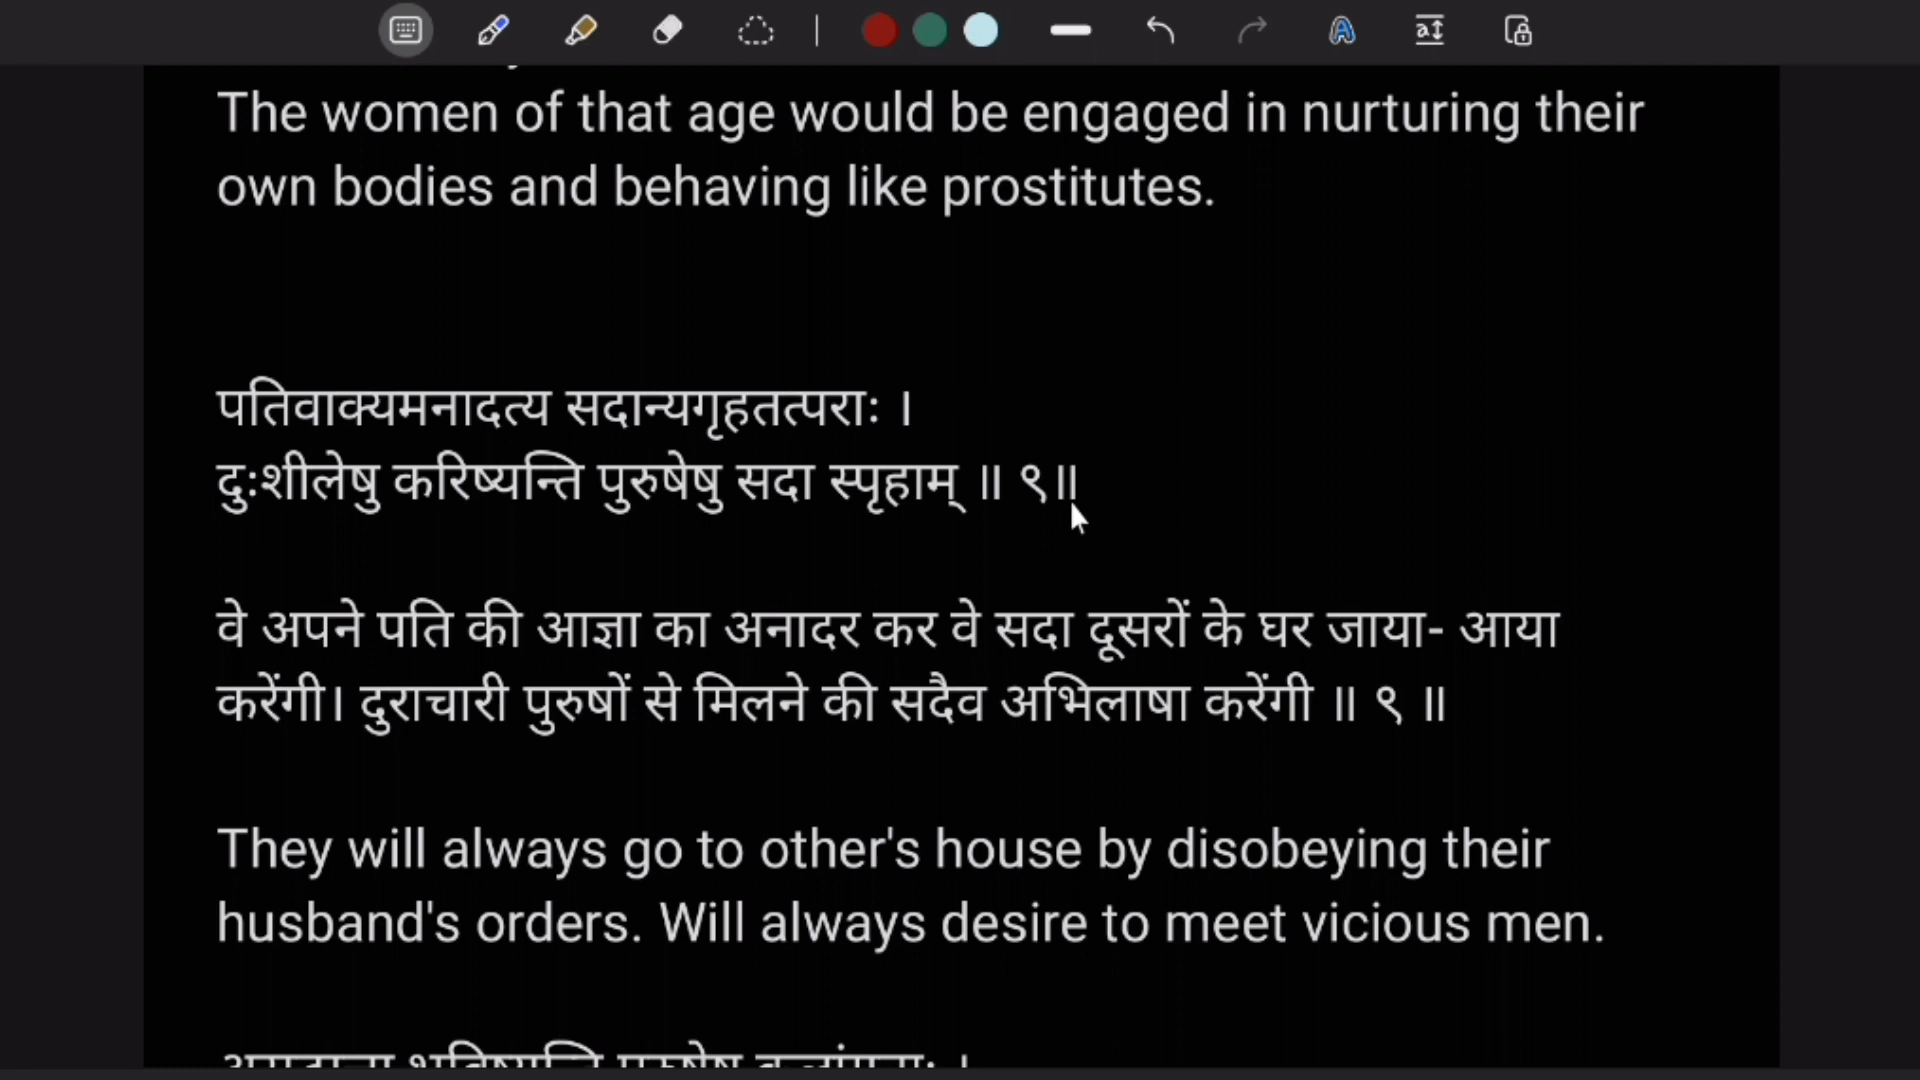 The women of that age would be engaged in nurturing their
own bodies and behaving like prostitutes.
पतिवाक्यमनादत्य सदान्यगृहतत्पराः ।
दुःशीलेषु करिष्यन्ति पुरुषेषु सदा स्पृहाम् ॥ ९॥
वे अपने पति की आज्ञा का अनादर कर वे सदा दूसरों के घर जाया- आया
करेंगी। दुराचारी पुरुषों से मिलने की सदैव अभिलाषा करेंगी ॥ ९ ॥
They will always go to other's house by disobeying their
husband's orders. Will always desire to meet vicious men.